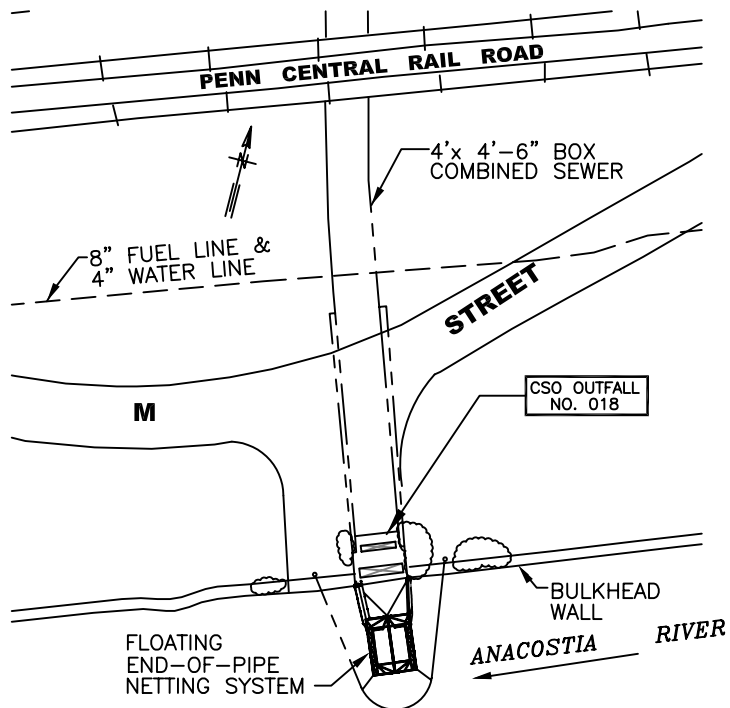 PENN CENTRAL RAIL ROAD
4'x 4'-6" BOX
COMBINED SEWER
N
8" FUEL LINE &
4" WATER LINE
STREET
M
CSO OUTFALL
NO. 018
BULKHEAD
WALL
FLOATING
END-OF-PIPE
NETTING SYSTEM
ANACOSTIA RIVER